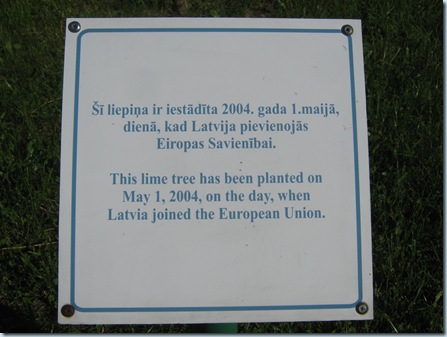 Šī liepiņa ir iestādīta 2004. gada 1.maijā,
dienā, kad Latvija pievienojās
Eiropas Savienībai.
This lime tree has been planted on
May 1, 2004, on the day, when
Latvia joined the European Union.